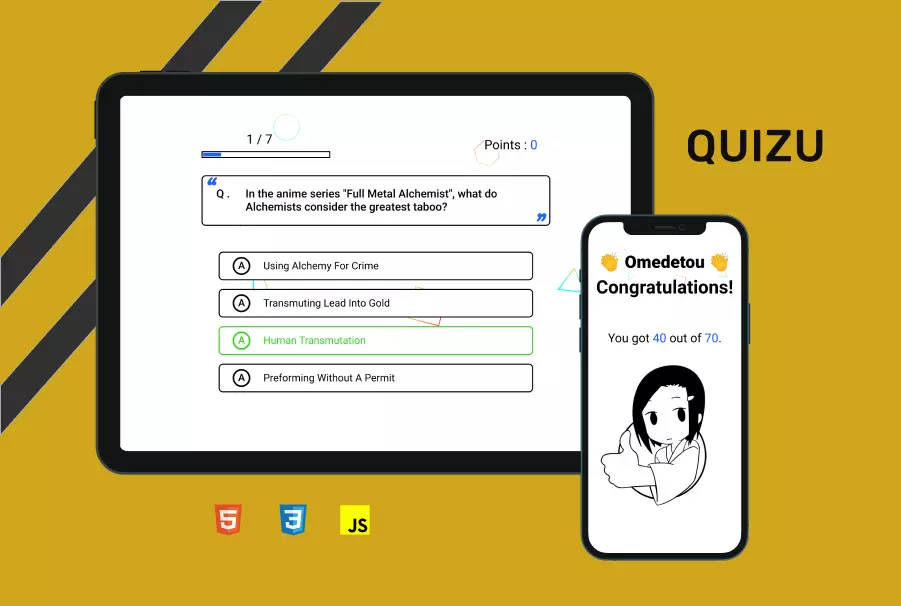 1 / 7
Points : 0
Q .
In the anime series "Full Metal Alchemist", what do
Alchemists consider the greatest taboo?
A Using Alchemy For Crime
A Transmuting Lead Into Gold
A Human Transmutation
A Preforming Without A Permit
QUIZU
👏 Omedetou 👏
Congratulations!
You got 40 out of 70.
5
3
JS